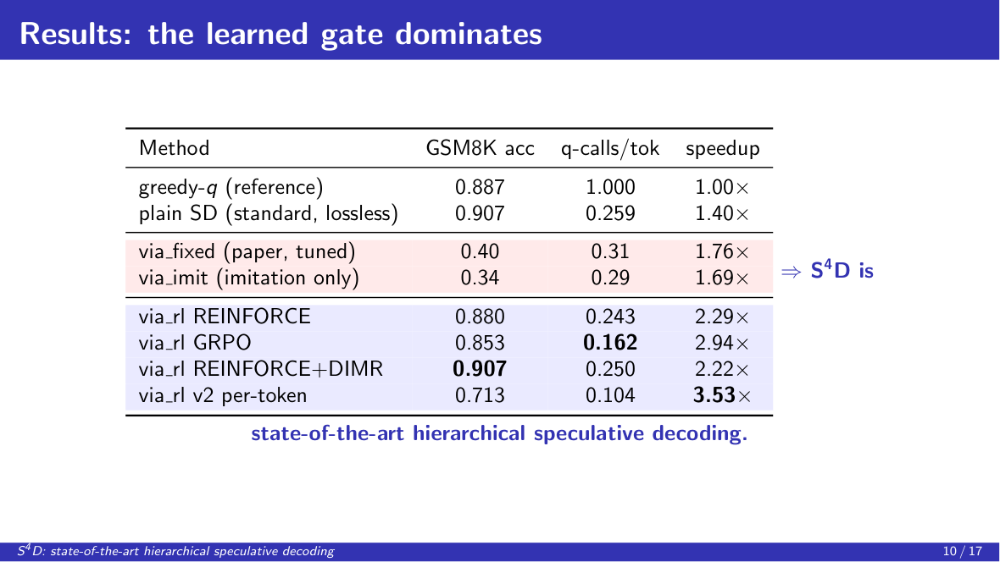 Results: the learned gate dominates
Method GSM8K acc q-calls/tok speedup
greedy-q (reference) 0.887 1.000 1.00×
plain SD (standard, lossless) 0.907 0.259 1.40×
via_fixed (paper, tuned) 0.40 0.31 1.76×
via_imit (imitation only) 0.34 0.29 1.69×
⇒ S⁴D is
via_rl REINFORCE 0.880 0.243 2.29×
via_rl GRPO 0.853 0.162 2.94×
via_rl REINFORCE+DIMR 0.907 0.250 2.22×
via_rl v2 per-token 0.713 0.104 3.53×
state-of-the-art hierarchical speculative decoding.
S⁴D: state-of-the-art hierarchical speculative decoding 10 / 17